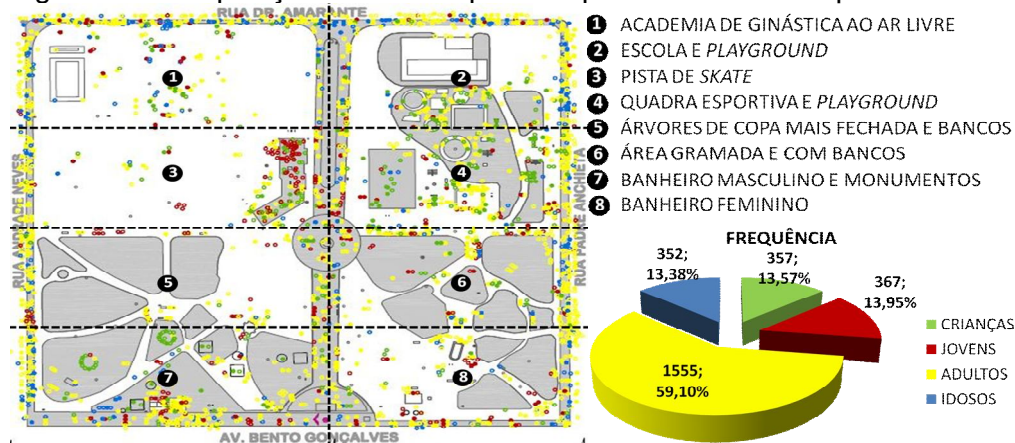 RUA DR. AMARANTE
RUA ANDRADE NEVES
RUA PADE ANCHIETA
AV. BENTO GONÇALVES
1
2
3
4
5
6
7
8
1 ACADEMIA DE GINÁSTICA AO AR LIVRE
2 ESCOLA E PLAYGROUND
3 PISTA DE SKATE
4 QUADRA ESPORTIVA E PLAYGROUND
5 ÁRVORES DE COPA MAIS FECHADA E BANCOS
6 ÁREA GRAMADA E COM BANCOS
7 BANHEIRO MASCULINO E MONUMENTOS
8 BANHEIRO FEMININO
FREQUÊNCIA
352;
13,38%
357;
13,57%
367;
13,95%
1555;
59,10%
CRIANÇAS
JOVENS
ADULTOS
IDOSOS